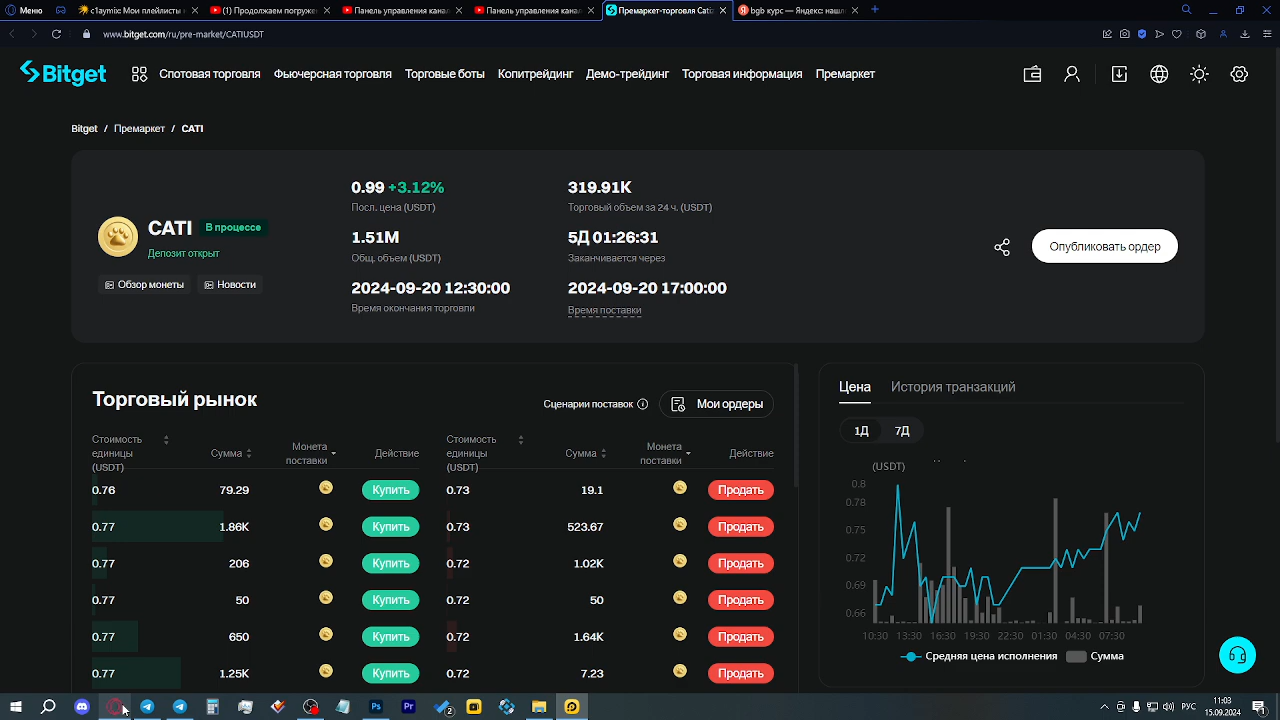 Меню
c1aymix: Мои плейлисты н
(1) Продолжаем погруже
Панель управления кана
Панель управления кана
Премаркет-торговля Cati
bgb курс — Яндекс: наш
www.bitget.com/ru/pre-market/CATIUSDT
Bitget
Спотовая торговля
Фьючерсная торговля
Торговые боты
Копитрейдинг
Демо-трейдинг
Торговая информация
Премаркет
Bitget / Премаркет / CATI
CATI В процессе
Депозит открыт
Обзор монеты
Новости
0.99 +3.12%
Посл. цена (USDT)
1.51M
Общ. объем (USDT)
2024-09-20 12:30:00
Время окончания торговли
319.91K
Торговый объем за 24 ч. (USDT)
5Д 01:26:31
Заканчивается через
2024-09-20 17:00:00
Время поставки
Опубликовать ордер
Торговый рынок
Сценарии поставок
Мои ордеры
Стоимость единицы (USDT) Сумма Монета поставки Действие Стоимость единицы (USDT) Сумма Монета поставки Действие
0.76 79.29 Купить 0.73 19.1 Продать
0.77 1.86K Купить 0.73 523.67 Продать
0.77 206 Купить 0.72 1.02K Продать
0.77 50 Купить 0.72 50 Продать
0.77 650 Купить 0.72 1.64K Продать
0.77 1.25K Купить 0.72 7.23 Продать
Цена
История транзакций
1Д 7Д
(USDT)
0.8
0.78
0.75
0.72
0.69
0.66
10:30 13:30 16:30 19:30 22:30 01:30 04:30 07:30
Средняя цена исполнения Сумма
РУС
11:03
15.09.2024